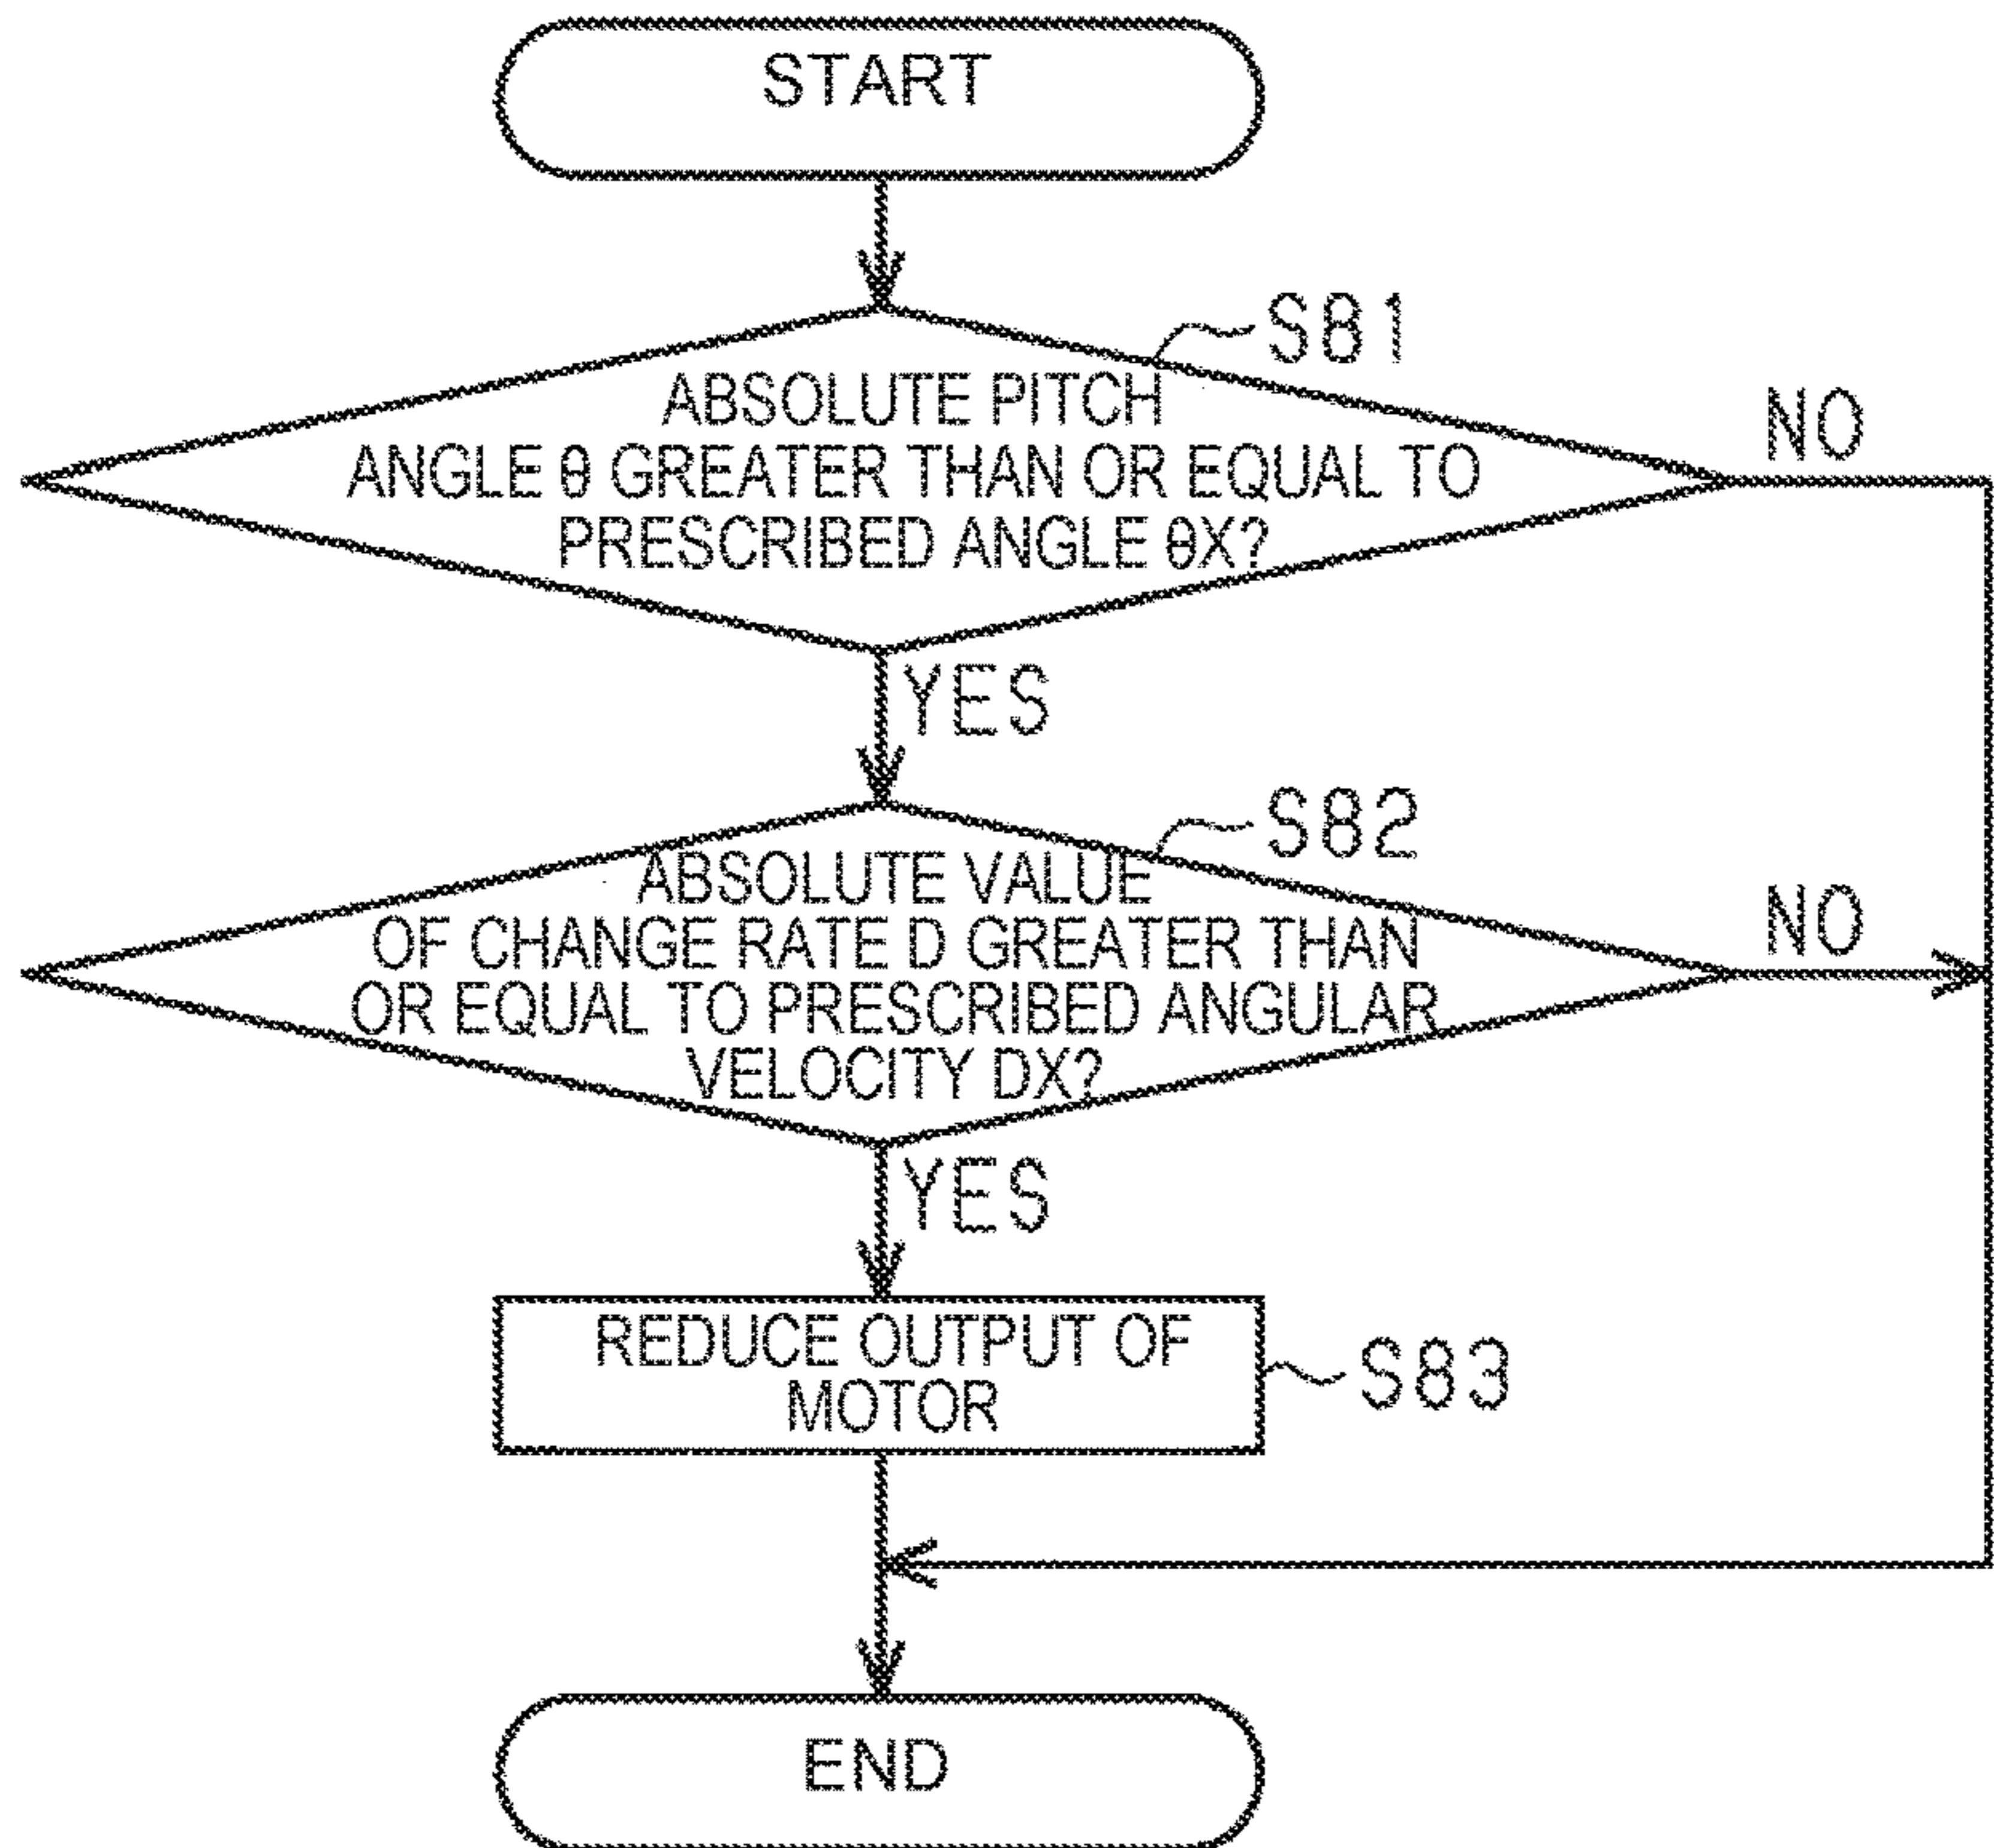 START
S81
ABSOLUTE PITCH
ANGLE θ GREATER THAN OR EQUAL TO
PRESCRIBED ANGLE θX?
NO
YES
S82
ABSOLUTE VALUE
OF CHANGE RATE D GREATER THAN
OR EQUAL TO PRESCRIBED ANGULAR
VELOCITY DX?
NO
YES
REDUCE OUTPUT OF
MOTOR
S83
END